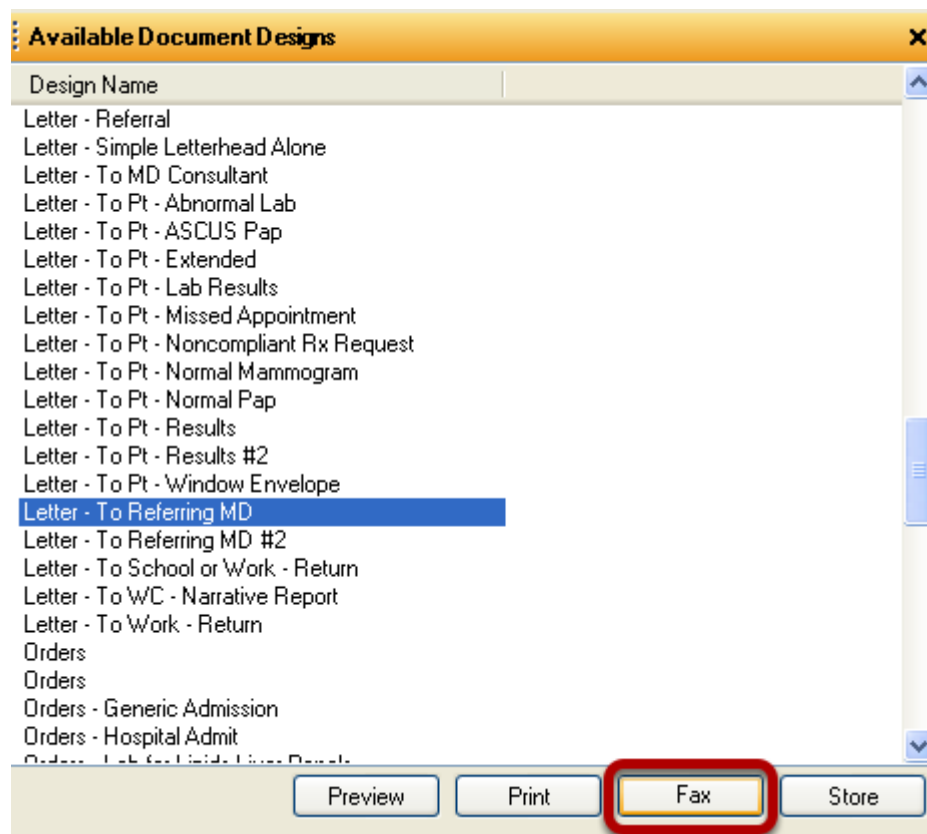 Available Document Designs
Design Name
Letter - Referral
Letter - Simple Letterhead Alone
Letter - To MD Consultant
Letter - To Pt - Abnormal Lab
Letter - To Pt - ASCUS Pap
Letter - To Pt - Extended
Letter - To Pt - Lab Results
Letter - To Pt - Missed Appointment
Letter - To Pt - Noncompliant Rx Request
Letter - To Pt - Normal Mammogram
Letter - To Pt - Normal Pap
Letter - To Pt - Results
Letter - To Pt - Results #2
Letter - To Pt - Window Envelope
Letter - To Referring MD
Letter - To Referring MD #2
Letter - To School or Work - Return
Letter - To WC - Narrative Report
Letter - To Work - Return
Orders
Orders
Orders - Generic Admission
Orders - Hospital Admit
Preview Print Fax Store